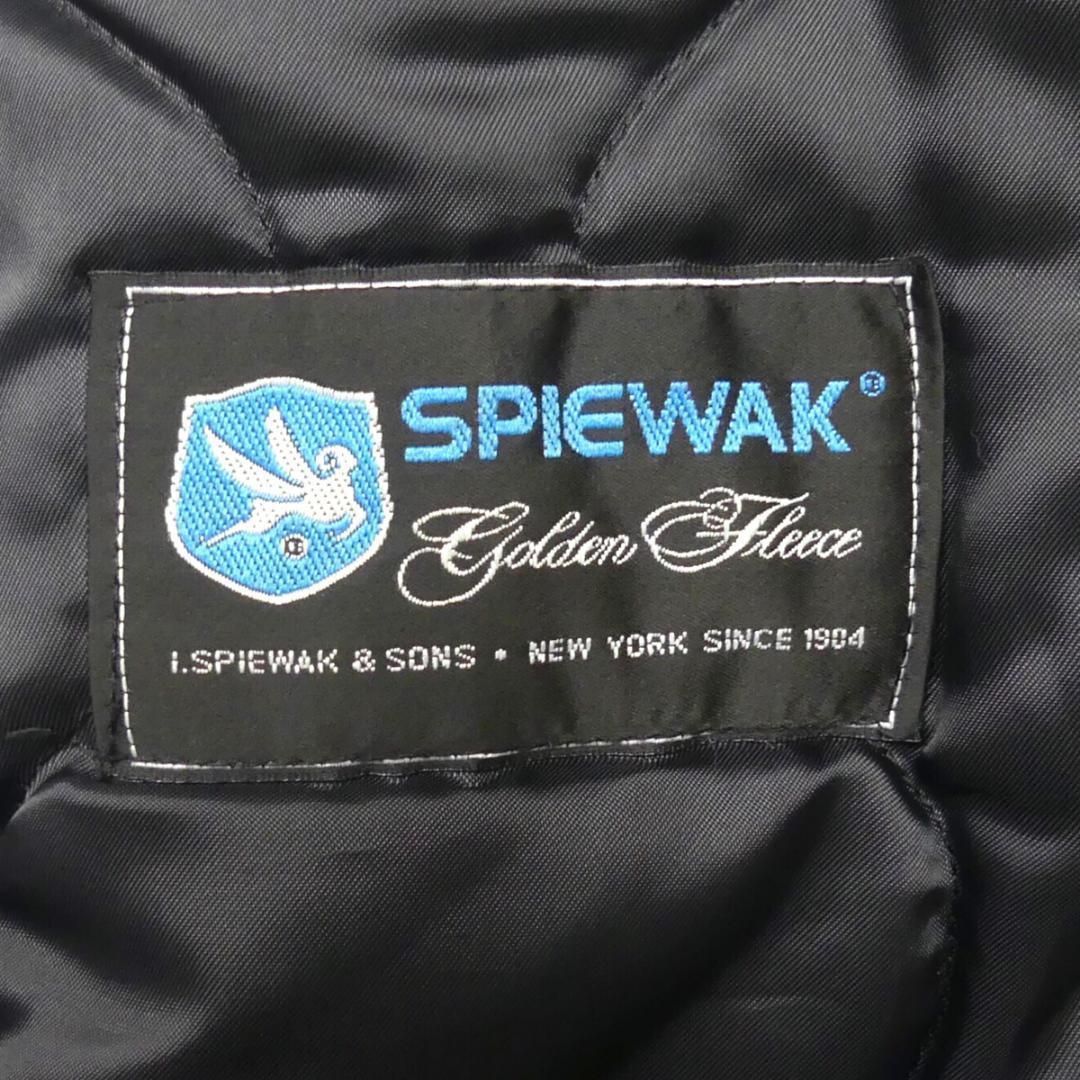 SPIEWAK®
Golden Fleece
I.SPIEWAK & SONS • NEW YORK SINCE 1904